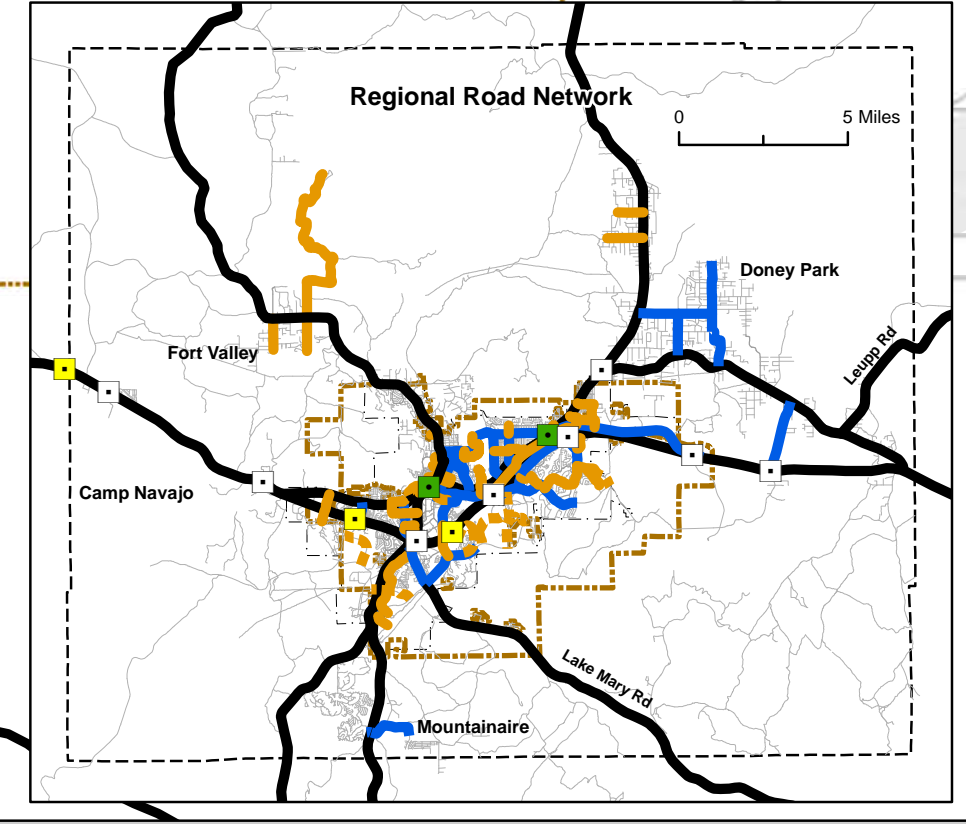 Regional Road Network
0 5 Miles
Doney Park
Leupp Rd
Fort Valley
Camp Navajo
Lake Mary Rd
Mountainaire